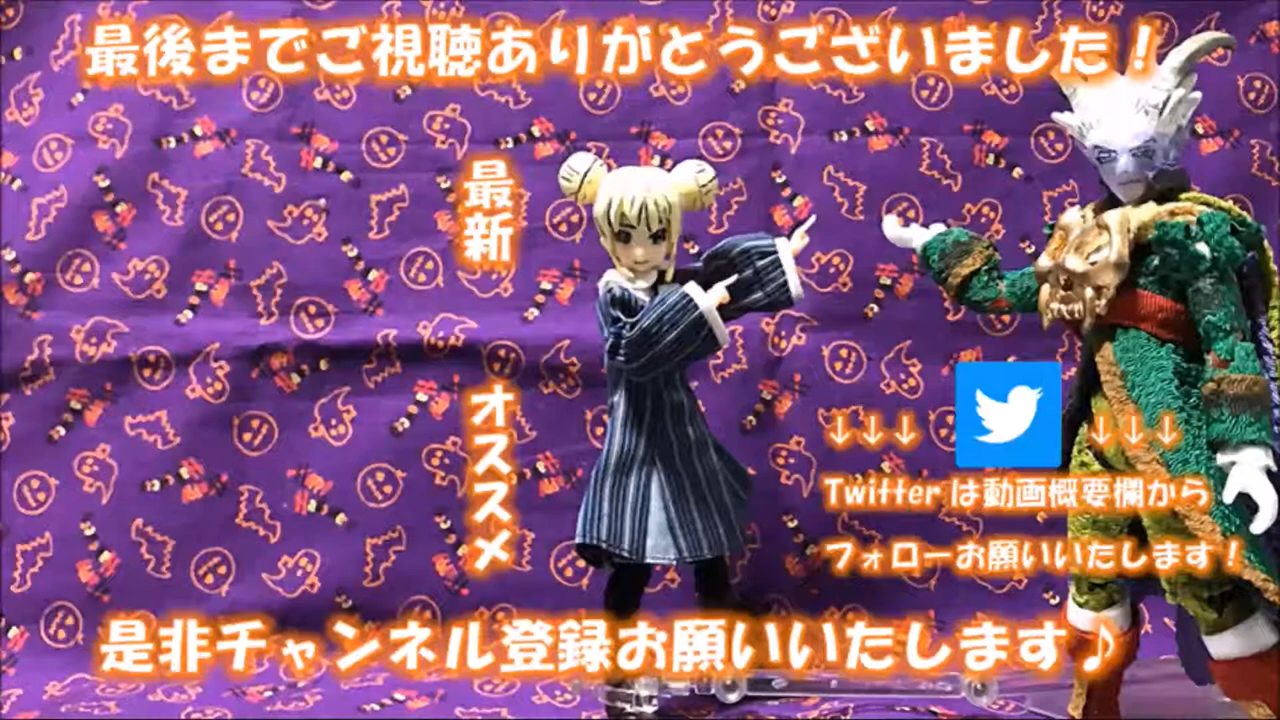 最後までご視聴ありがとうございました！
最新
オススメ
↓↓↓ ↓↓↓
Twitterは動画概要欄から
フォローお願いいたします！
是非チャンネル登録お願いいたします♪